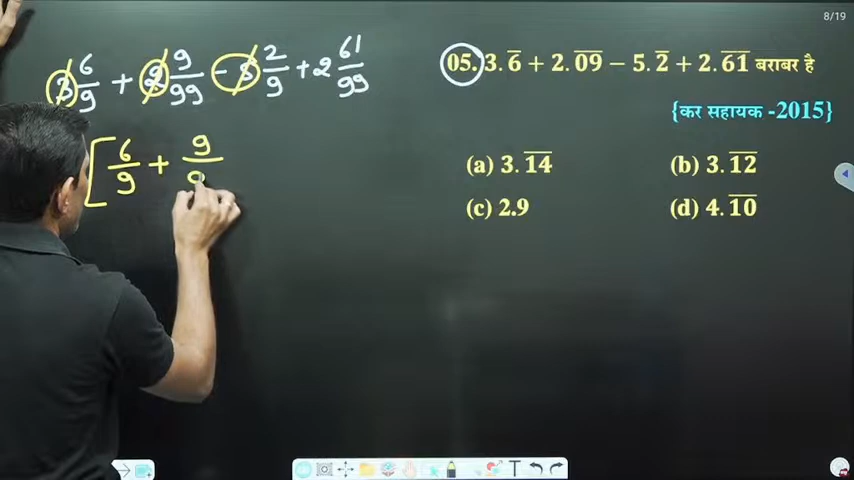 8/19
3 6/9 + 2 9/99 - 5 2/9 + 2 61/99
[ 6/9 + 9/9
05. 3.6̅ + 2.0̅9̅ − 5.2̅ + 2.6̅1̅ बराबर है
{कर सहायक -2015}
(a) 3.1̅4̅ (b) 3.1̅2̅
(c) 2.9 (d) 4.1̅0̅
T